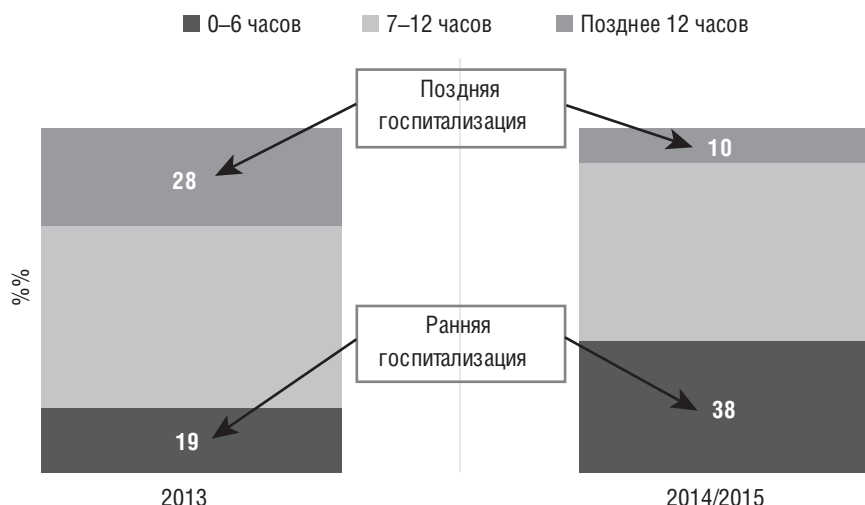 0–6 часов 7–12 часов Позднее 12 часов
Поздняя
госпитализация
28
10
%%
Ранняя
госпитализация
19
38
2013 2014/2015